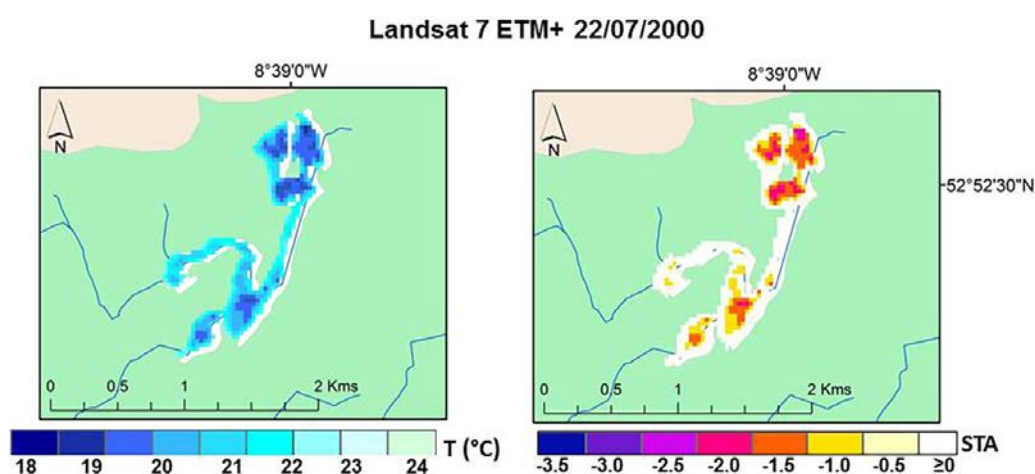 Landsat 7 ETM+ 22/07/2000
8°39'0"W
8°39'0"W
N
N
52°52'30"N
0 0.5 1 2 Kms
0 0.5 1 2 Kms
18 19 20 21 22 23 24 T (°C)
-3.5 -3.0 -2.5 -2.0 -1.5 -1.0 -0.5 ≥0 STA